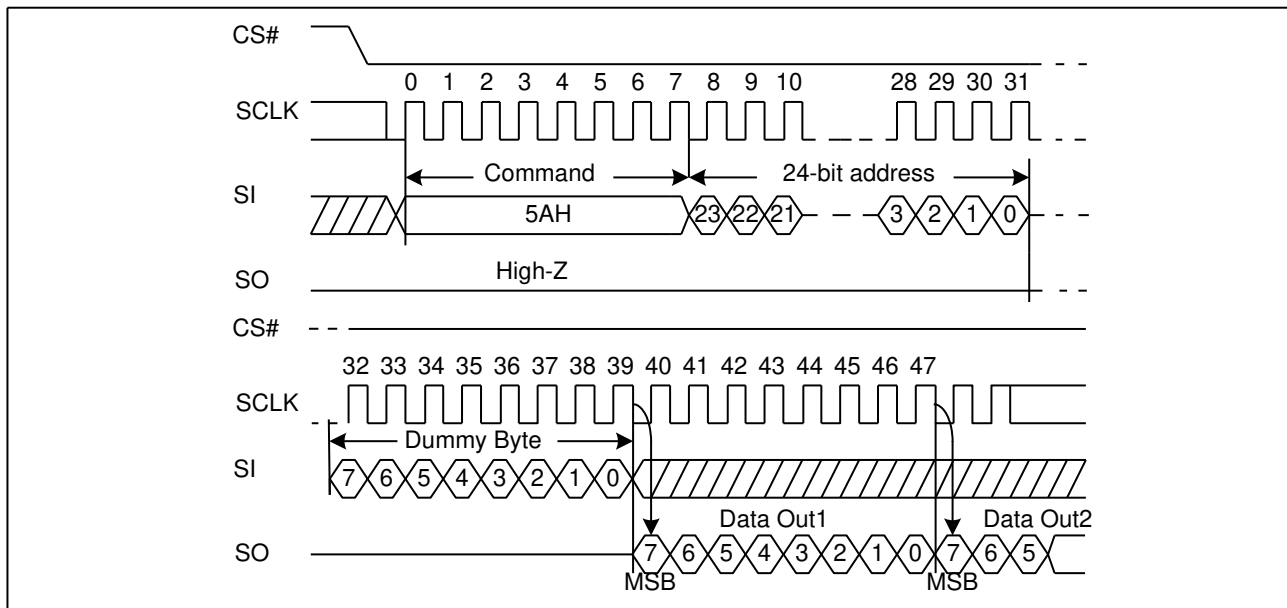 CS#
0 1 2 3 4 5 6 7 8 9 10 28 29 30 31
SCLK
Command 24-bit address
SI
5AH 23 22 21 3 2 1 0
High-Z
SO
CS#
32 33 34 35 36 37 38 39 40 41 42 43 44 45 46 47
SCLK
Dummy Byte
SI
7 6 5 4 3 2 1 0
Data Out1 Data Out2
SO
7 6 5 4 3 2 1 0 7 6 5
MSB MSB